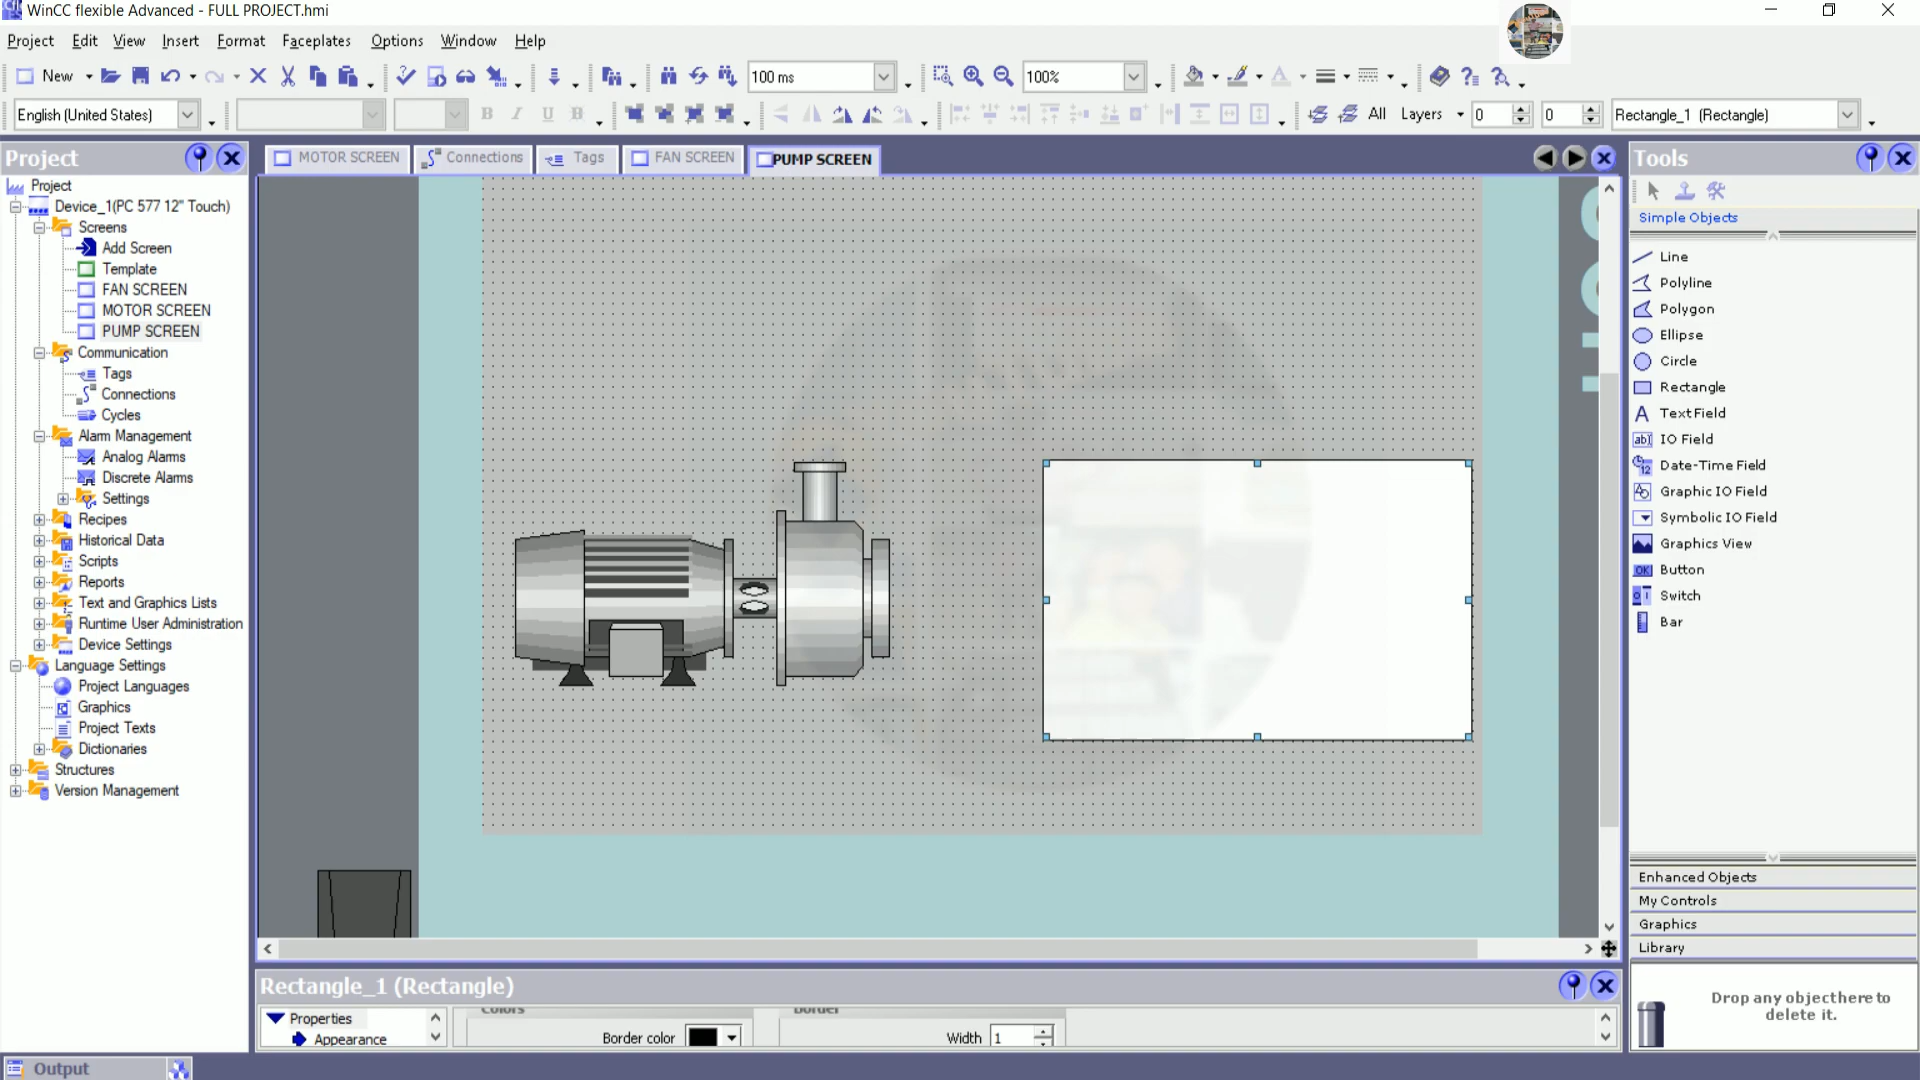 WinCC flexible Advanced - FULL PROJECT.hmi
Project Edit View Insert Format Faceplates Options Window Help
New 100 ms 100%
English (United States) B I U B All Layers 0 0 Rectangle_1 (Rectangle)
Project
Project
Device_1(PC 577 12" Touch)
Screens
Add Screen
Template
FAN SCREEN
MOTOR SCREEN
PUMP SCREEN
Communication
Tags
Connections
Cycles
Alarm Management
Analog Alarms
Discrete Alarms
Settings
Recipes
Historical Data
Scripts
Reports
Text and Graphics Lists
Runtime User Administration
Device Settings
Language Settings
Project Languages
Graphics
Project Texts
Dictionaries
Structures
Version Management
MOTOR SCREEN Connections Tags FAN SCREEN PUMP SCREEN
Tools
Simple Objects
Line
Polyline
Polygon
Ellipse
Circle
Rectangle
Text Field
IO Field
Date-Time Field
Graphic IO Field
Symbolic IO Field
Graphics View
Button
Switch
Bar
Enhanced Objects
My Controls
Graphics
Library
Drop any object here to
delete it.
Rectangle_1 (Rectangle)
Properties
Appearance
Colors
Border color
Border
Width 1
Output